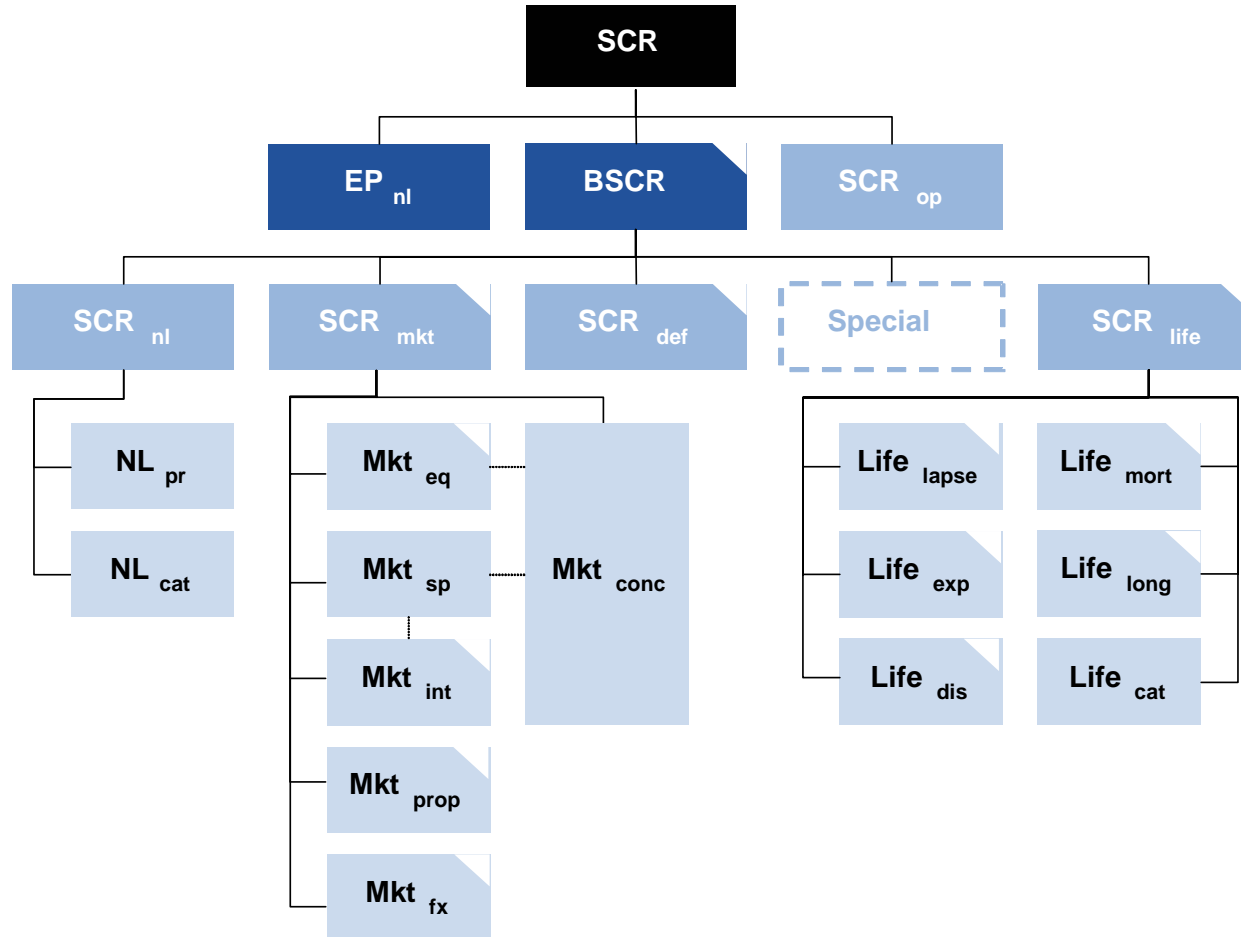 SCR
EP nl
BSCR
SCR op
SCR nl
SCR mkt
SCR def
Special
SCR life
NL pr
Mkt eq
Life lapse
Life mort
NL cat
Mkt sp
Mkt conc
Life exp
Life long
Mkt int
Life dis
Life cat
Mkt prop
Mkt fx